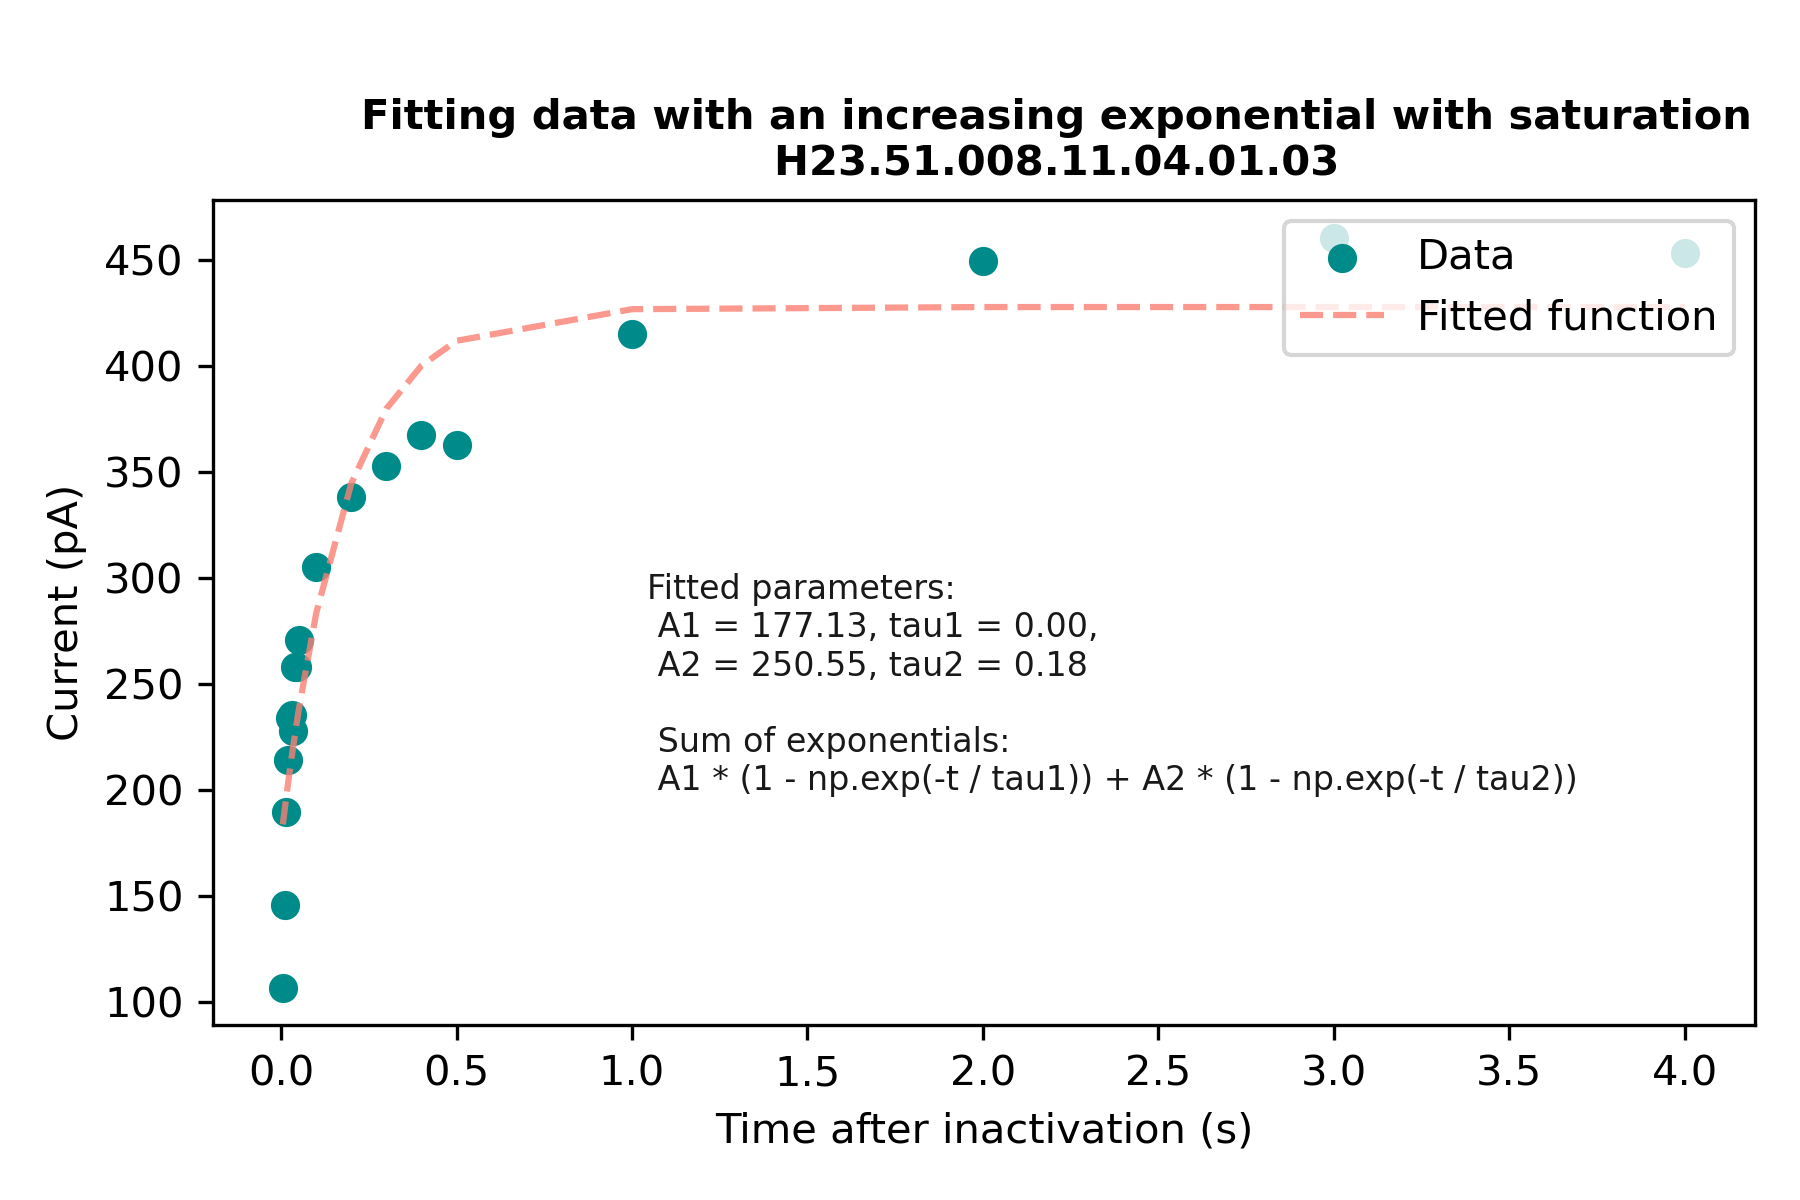 Fitting data with an increasing exponential with saturation
H23.51.008.11.04.01.03
Current (pA)
450
400
350
300
250
200
150
100
Data
Fitted function
Fitted parameters:
A1 = 177.13, tau1 = 0.00,
A2 = 250.55, tau2 = 0.18
Sum of exponentials:
A1 * (1 - np.exp(-t / tau1)) + A2 * (1 - np.exp(-t / tau2))
0.0 0.5 1.0 1.5 2.0 2.5 3.0 3.5 4.0
Time after inactivation (s)